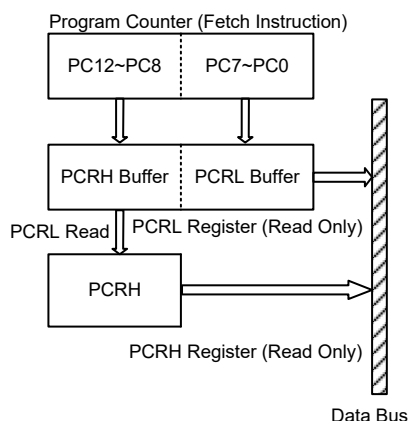 Program Counter (Fetch Instruction)
PC12~PC8 PC7~PC0
PCRH Buffer PCRL Buffer
PCRL Read PCRL Register (Read Only)
PCRH
PCRH Register (Read Only)
Data Bus